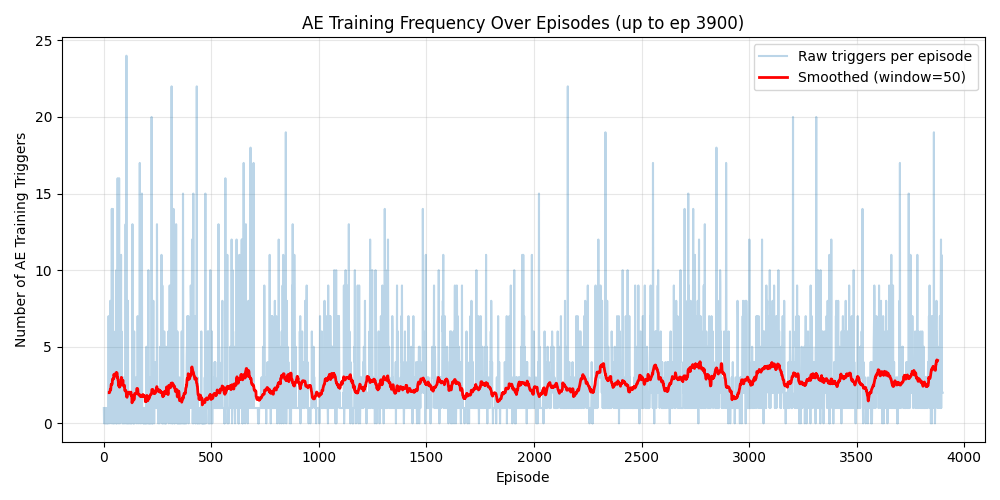 AE Training Frequency Over Episodes (up to ep 3900)
25
20
15
10
5
0
Number of AE Training Triggers
Raw triggers per episode
Smoothed (window=50)
0 500 1000 1500 2000 2500 3000 3500 4000
Episode